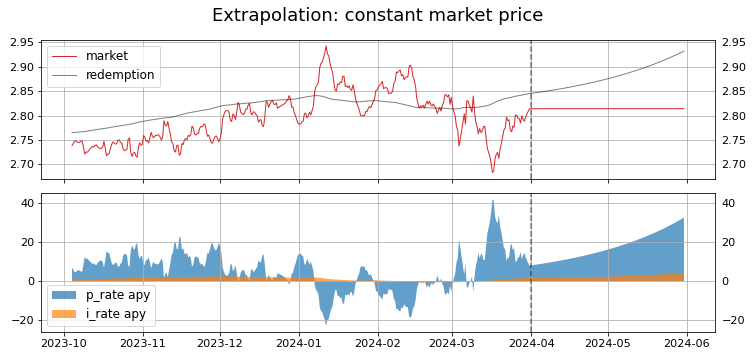 Extrapolation: constant market price
2.95 2.95
2.90 2.90
2.85 2.85
2.80 2.80
2.75 2.75
2.70 2.70
market
redemption
40 40
20 20
0 0
−20 −20
p_rate apy
i_rate apy
2023-10 2023-11 2023-12 2024-01 2024-02 2024-03 2024-04 2024-05 2024-06